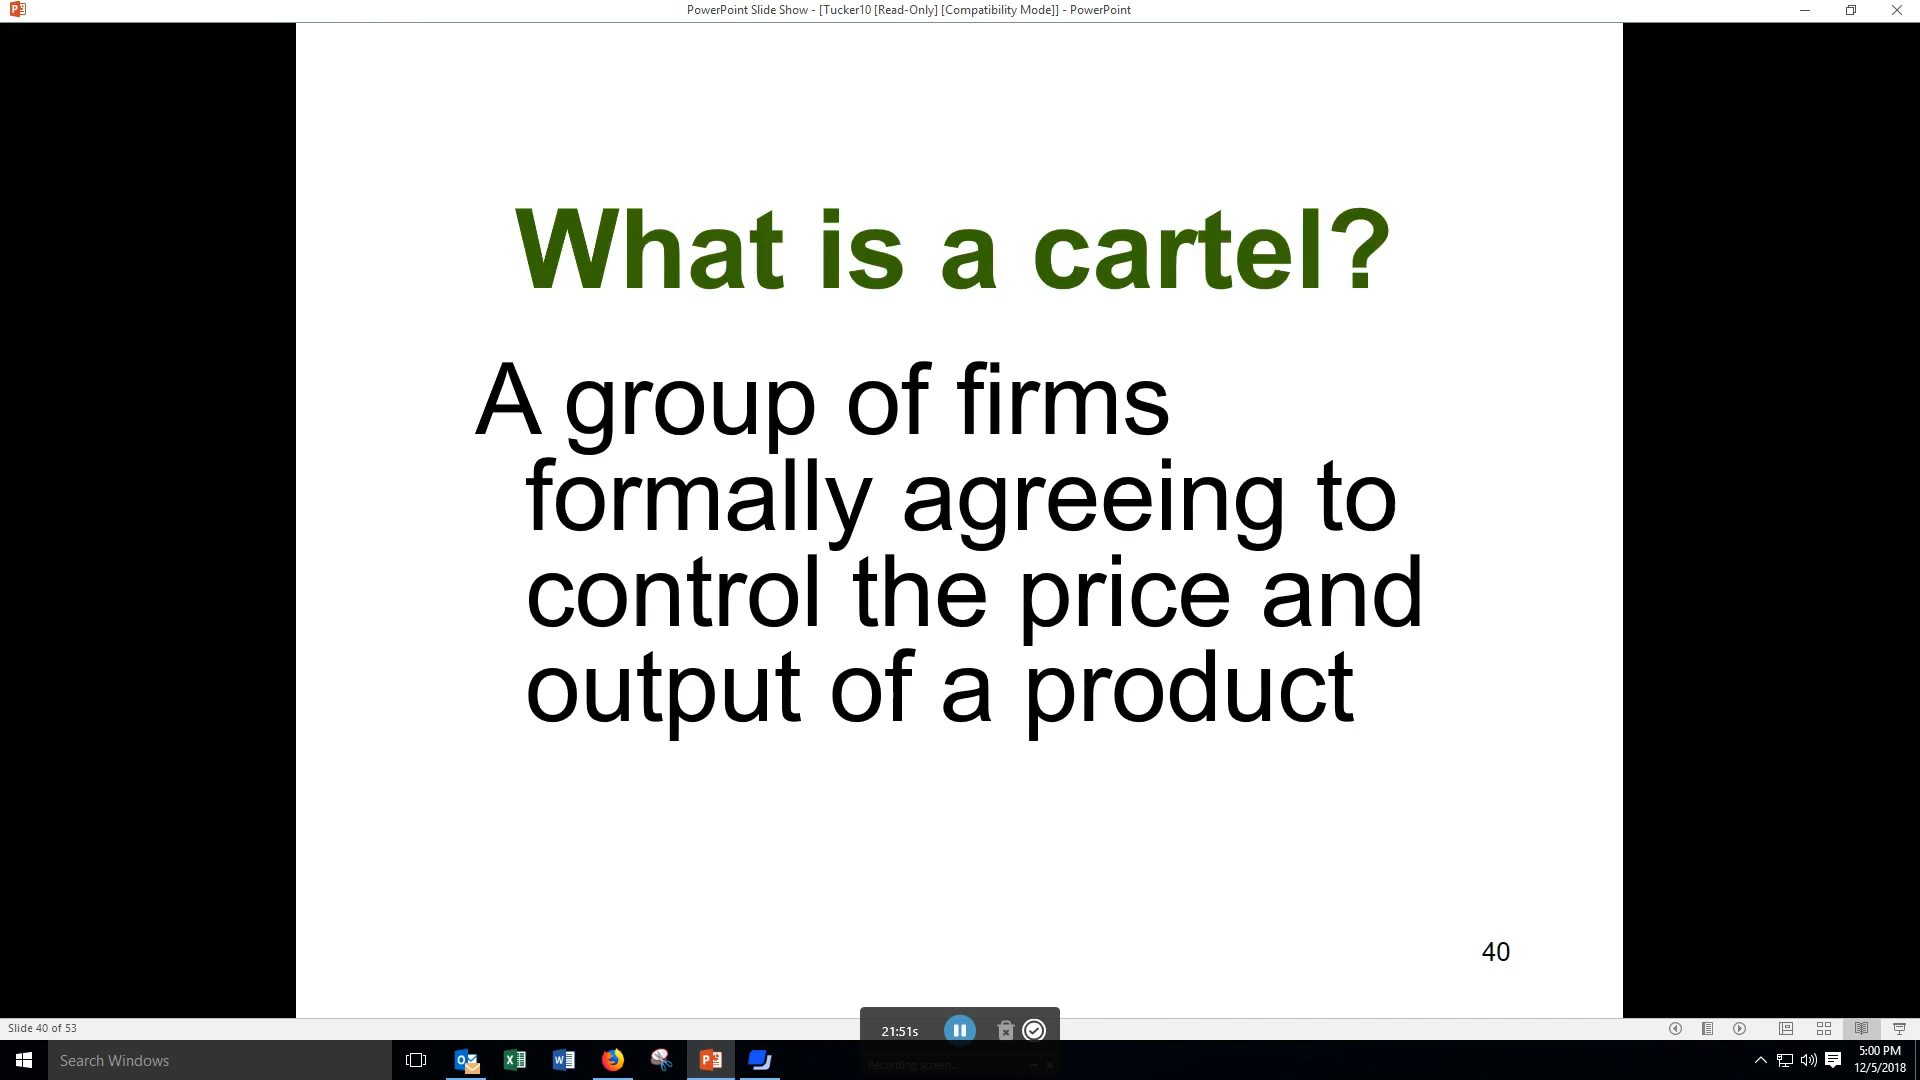 PowerPoint Slide Show - [Tucker10 [Read-Only] [Compatibility Mode]] - PowerPoint
What is a cartel?
A group of firms
formally agreeing to
control the price and
output of a product
40
Slide 40 of 53
21:51s
Recording screen...
Search Windows
5:00 PM
12/5/2018